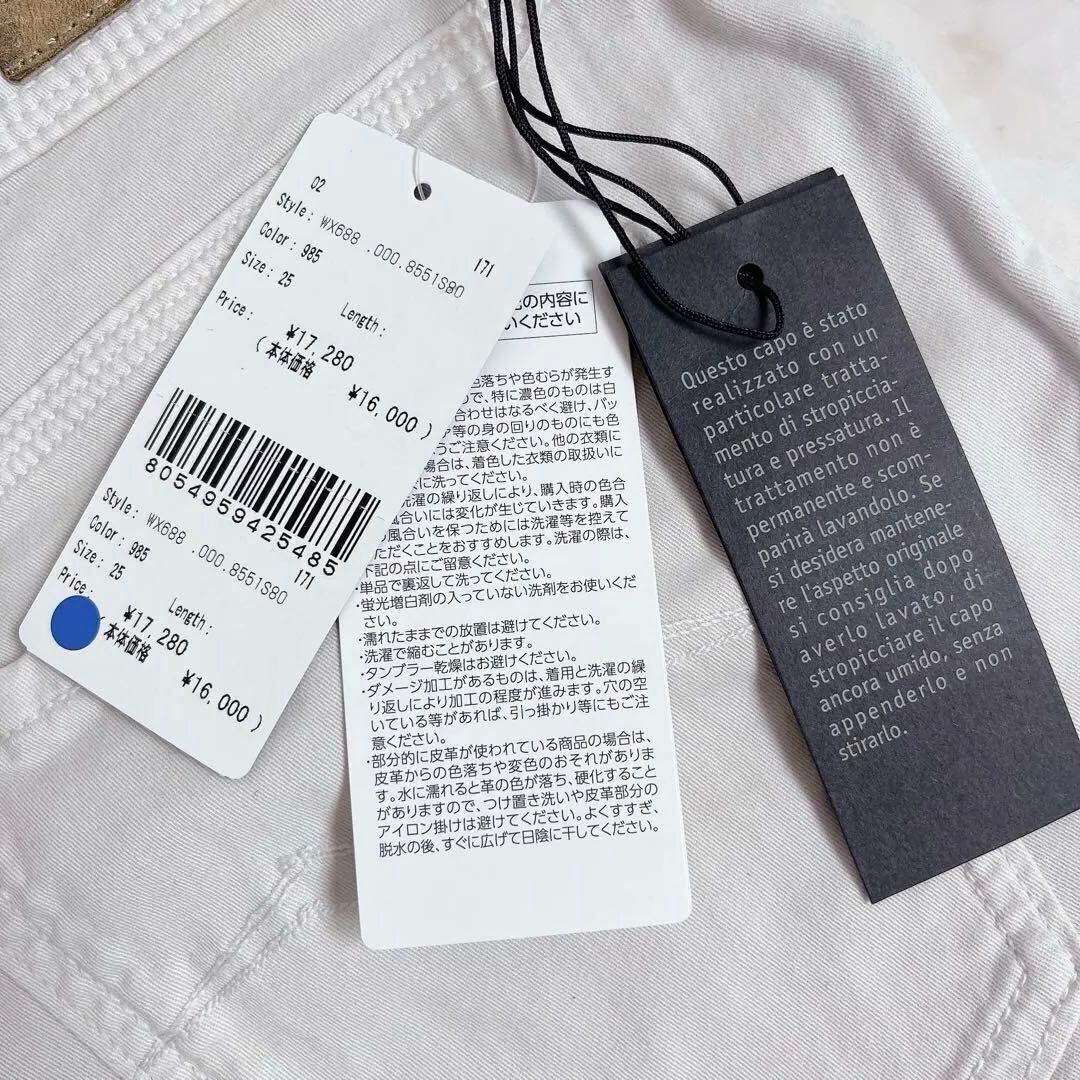 02
Style: WX688 .000.8551S80
Color: 985 171
Size: 25
Length:
Price:
¥17,280
(本体価格 ¥16,000)
8054959425485
Style: WX688 .000.8551S80
Color: 985 171
Size: 25
Length:
Price:
¥17,280
(本体価格 ¥16,000)
の内容に
いください
色落ちや色むらが発生す
で、特に濃色のものは白
合わせはなるべく避け、バッ
等の身の回りのものにも色
ご注意ください。他の衣類に
場合は、着色した衣類の取扱いに
に洗ってください。
洗濯の繰り返しにより、購入時の色合
風合いには変化が生じていきます。購入
の風合いを保つためには洗濯等を控えて
ただくことをおすすめします。洗濯の際は、
下記の点にご留意ください。
・単品で裏返して洗ってください。
・蛍光増白剤の入っていない洗剤をお使いくだ
さい。
・濡れたままでの放置は避けてください。
・洗濯で縮むことがあります。
・タンブラー乾燥はお避けください。
・ダメージ加工があるものは、着用と洗濯の繰
り返しにより加工の程度が進みます。穴の空
いている等があれば、引っ掛かり等にもご注
意ください。
・部分的に皮革が使われている商品の場合は、
皮革からの色落ちや変色のおそれがありま
す。水に濡れると革の色が落ち、硬化すること
がありますので、つけ置き洗いや皮革部分の
アイロン掛けは避けてください。よくすすぎ、
脱水の後、すぐに広げて日陰に干してください。
Questo capo è stato
realizzato con un
particolare tratta-
mento di stropiccia-
tura e pressatura. Il
trattamento non è
permanente e scom-
parirà lavandolo. Se
si desidera mantene-
re l'aspetto originale
si consiglia dopo
averlo lavato, di
stropicciare il capo
ancora umido, senza
appenderlo e non
stirarlo.